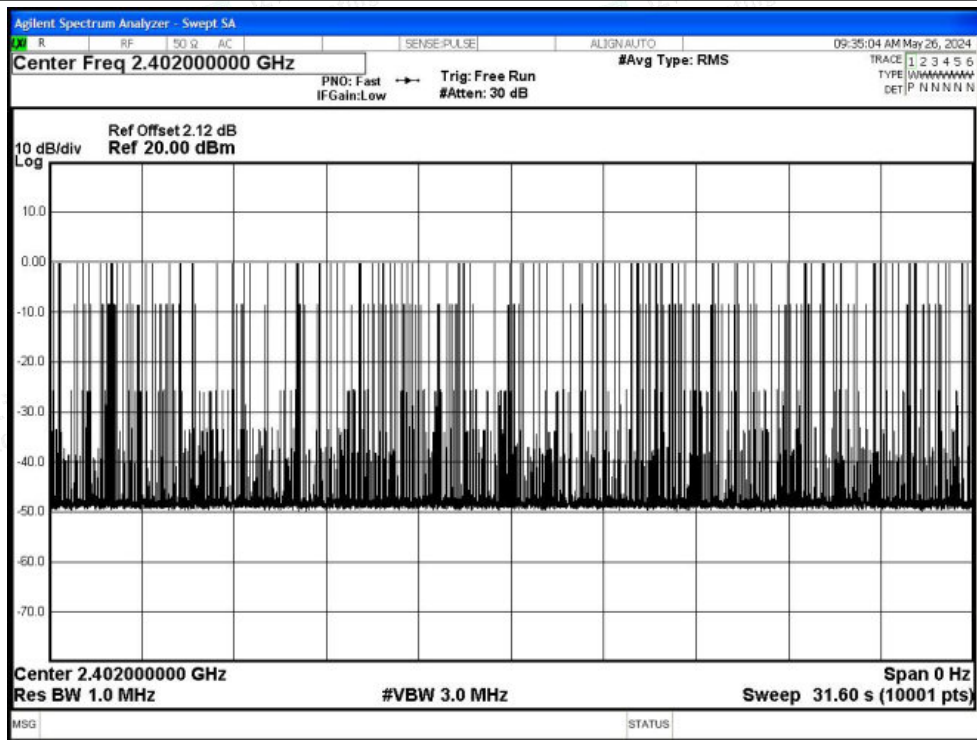 Agilent Spectrum Analyzer - Swept SA
R RF 50 Ω AC SENSE:PULSE ALIGNAUTO 09:35:04 AM May 26, 2024
Center Freq 2.402000000 GHz #Avg Type: RMS TRACE 1 2 3 4 5 6
PNO: Fast Trig: Free Run TYPE
IFGain:Low #Atten: 30 dB DET P N N N N N
Ref Offset 2.12 dB
10 dB/div Ref 20.00 dBm
Log
10.0
0.00
-10.0
-20.0
-30.0
-40.0
-50.0
-60.0
-70.0
Center 2.402000000 GHz Span 0 Hz
Res BW 1.0 MHz #VBW 3.0 MHz Sweep 31.60 s (10001 pts)
MSG STATUS